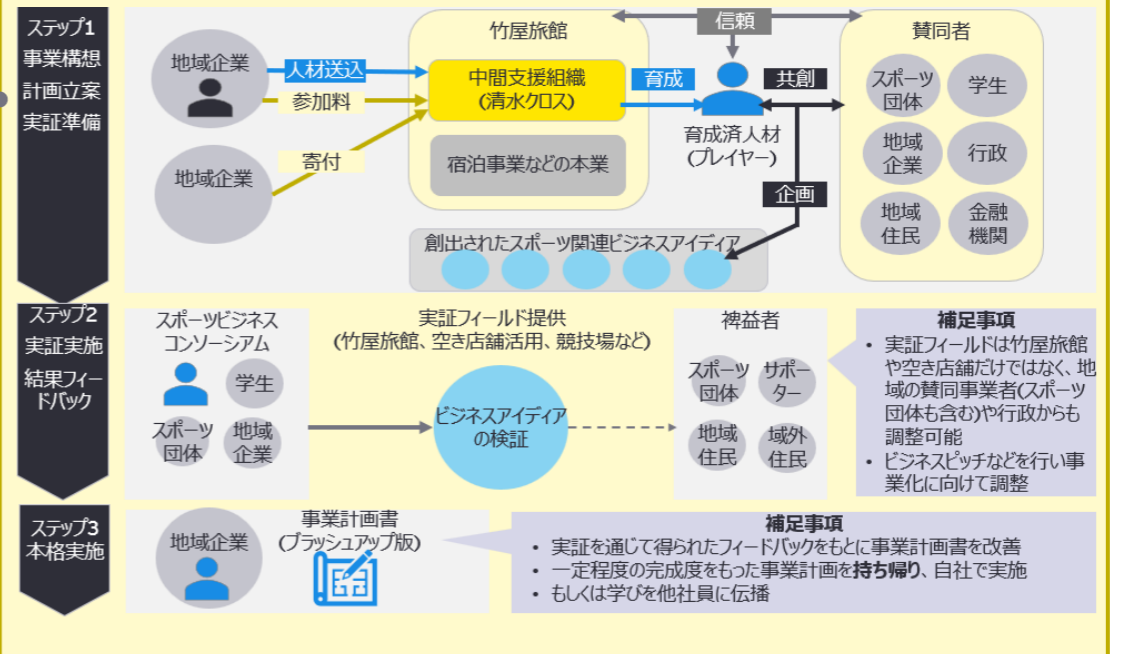 ステップ1
事業構想
計画立案
実証準備
地域企業
人材送込
参加料
地域企業
寄付
竹屋旅館
中間支援組織
(清水クロス)
宿泊事業などの本業
育成
信頼
育成済人材
(プレイヤー)
共創
企画
賛同者
スポーツ
団体
学生
地域
企業
行政
地域
住民
金融
機関
創出されたスポーツ関連ビジネスアイディア
ステップ2
実証実施
結果フィー
ドバック
スポーツビジネス
コンソーシアム
学生
スポーツ
団体
地域
企業
実証フィールド提供
(竹屋旅館、空き店舗活用、競技場など)
ビジネスアイディア
の検証
裨益者
スポーツ
団体
サポー
ター
地域
住民
域外
住民
補足事項
・ 実証フィールドは竹屋旅館
や空き店舗だけではなく、地
域の賛同事業者(スポーツ
団体も含む)や行政からも
調整可能
・ ビジネスピッチなどを行い事
業化に向けて調整
ステップ3
本格実施
地域企業
事業計画書
(ブラッシュアップ版)
補足事項
・ 実証を通じて得られたフィードバックをもとに事業計画書を改善
・ 一定程度の完成度をもった事業計画を持ち帰り、自社で実施
・ もしくは学びを他社員に伝播